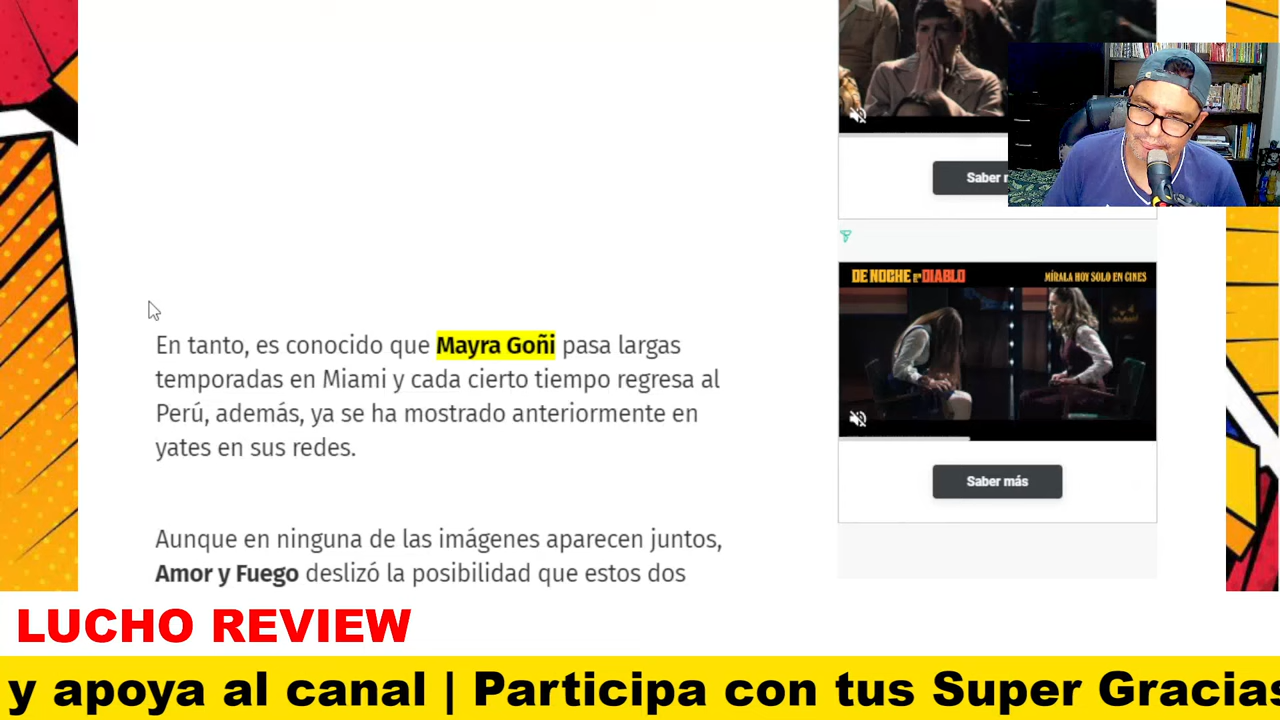 Saber
DE NOCHE CON EL DIABLO
MÍRALA HOY SOLO EN CINES
En tanto, es conocido que Mayra Goñi pasa largas
temporadas en Miami y cada cierto tiempo regresa al
Perú, además, ya se ha mostrado anteriormente en
yates en sus redes.
Saber más
Aunque en ninguna de las imágenes aparecen juntos,
Amor y Fuego deslizó la posibilidad que estos dos
LUCHO REVIEW
y apoya al canal | Participa con tus Super Gracias